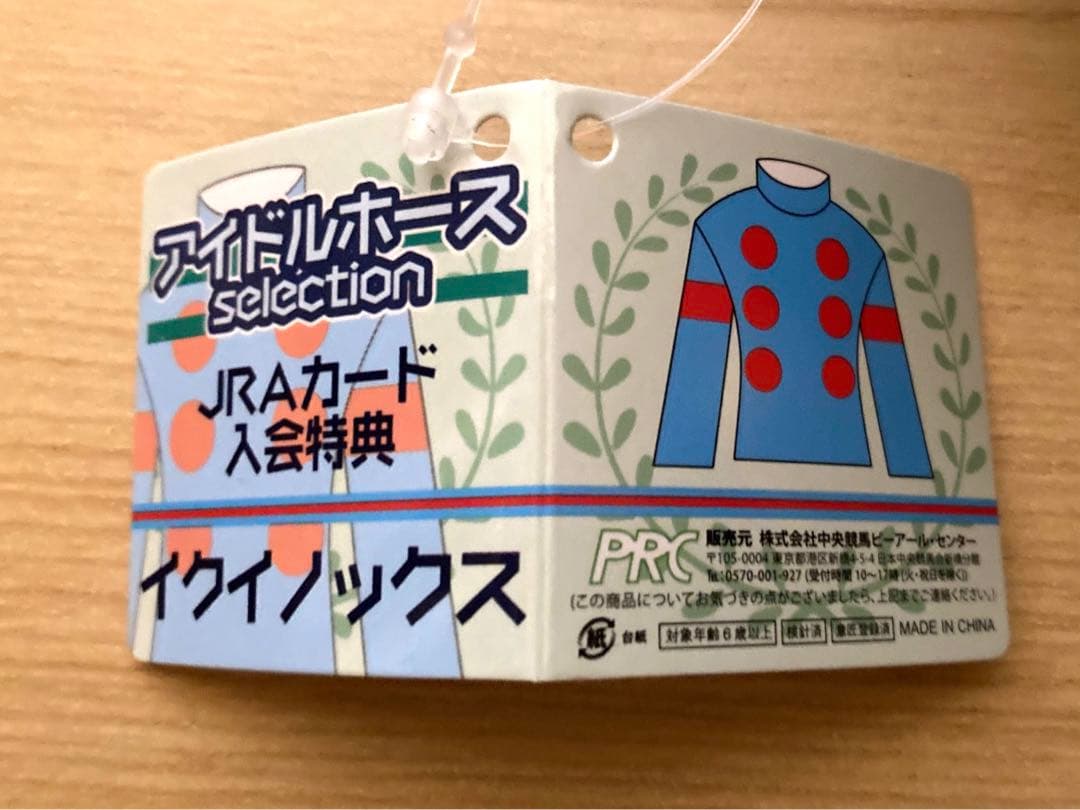 アイドルホース
selection
JRAカード
入会特典
イクイノックス
PRC
販売元 株式会社中央競馬ピーアール・センター
〒105-0004 東京都港区新橋4-5-4 日本中央競馬会新橋分館
℡:0570-001-927 (受付時間 10〜17時 (火・祝日を除く))
(この商品についてお気づきの点がございましたら、上記までご連絡ください。)
紙 台紙 対象年齢6歳以上 検針済 意匠登録済 MADE IN CHINA